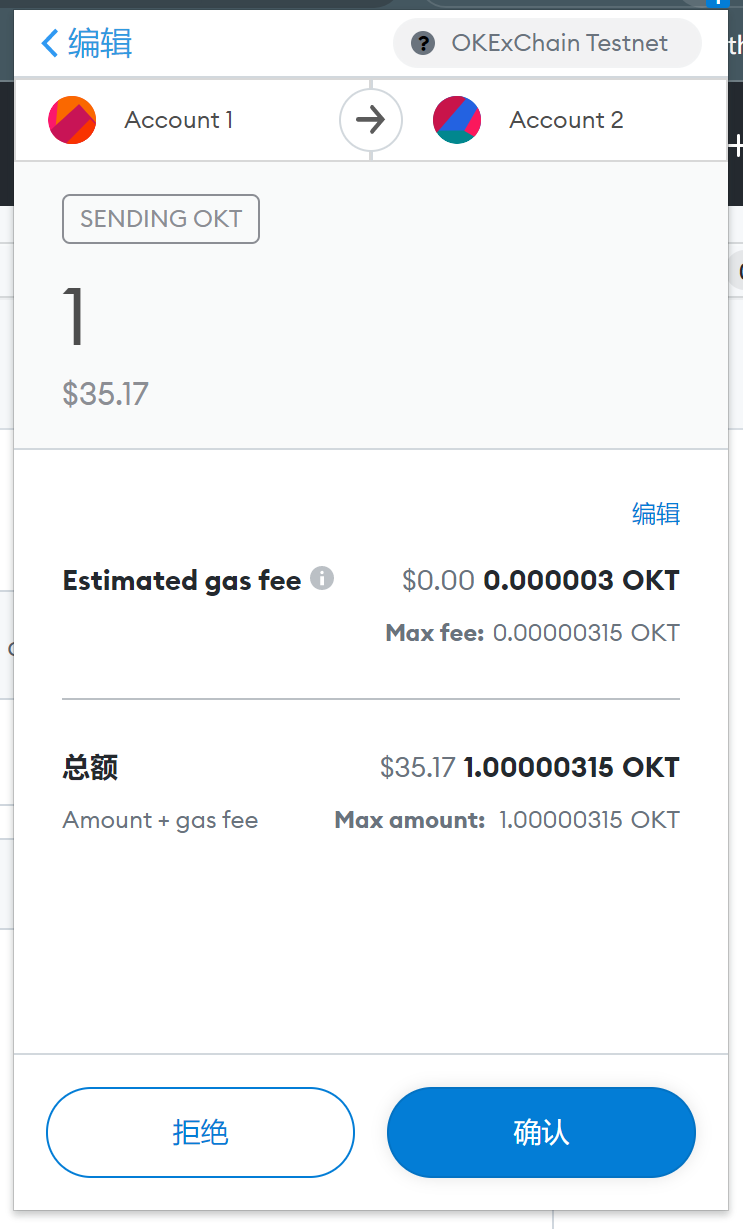 编辑
OKExChain Testnet
Account 1
Account 2
SENDING OKT
1
$35.17
编辑
Estimated gas fee $0.00 0.000003 OKT
Max fee: 0.00000315 OKT
总额 $35.17 1.00000315 OKT
Amount + gas fee Max amount: 1.00000315 OKT
拒绝
确认